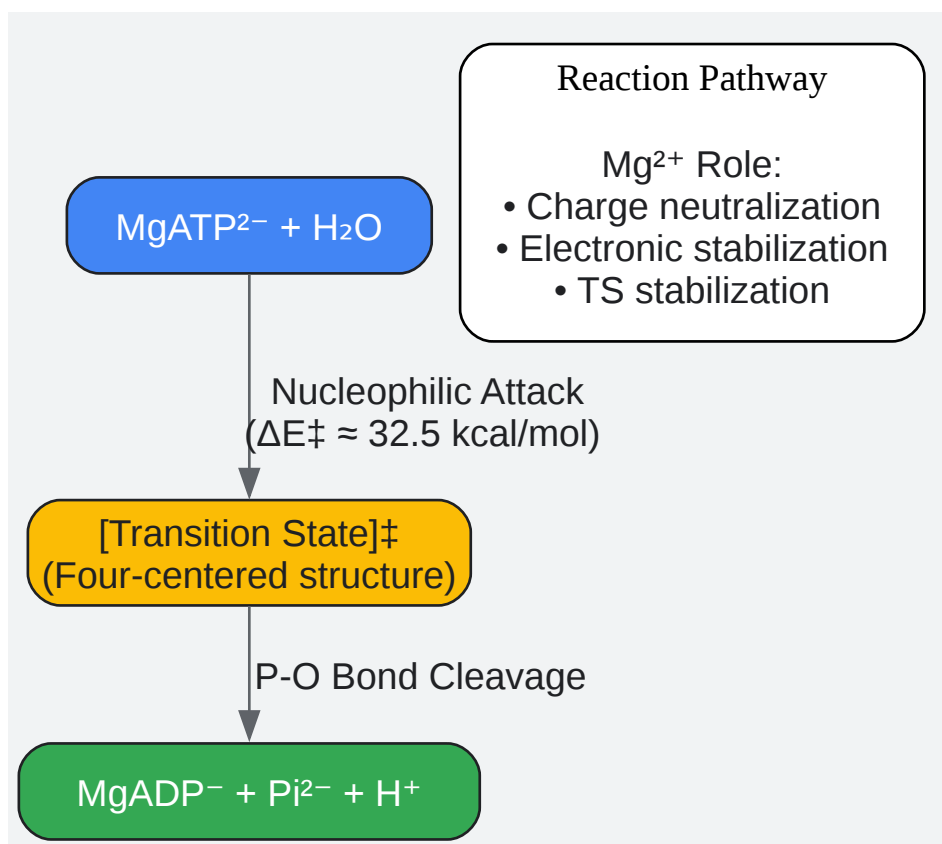 Reaction Pathway
Mg²⁺ Role:
• Charge neutralization
• Electronic stabilization
• TS stabilization
MgATP²⁻ + H₂O
Nucleophilic Attack
(ΔE‡ ≈ 32.5 kcal/mol)
[Transition State]‡
(Four-centered structure)
P-O Bond Cleavage
MgADP⁻ + Pi²⁻ + H⁺